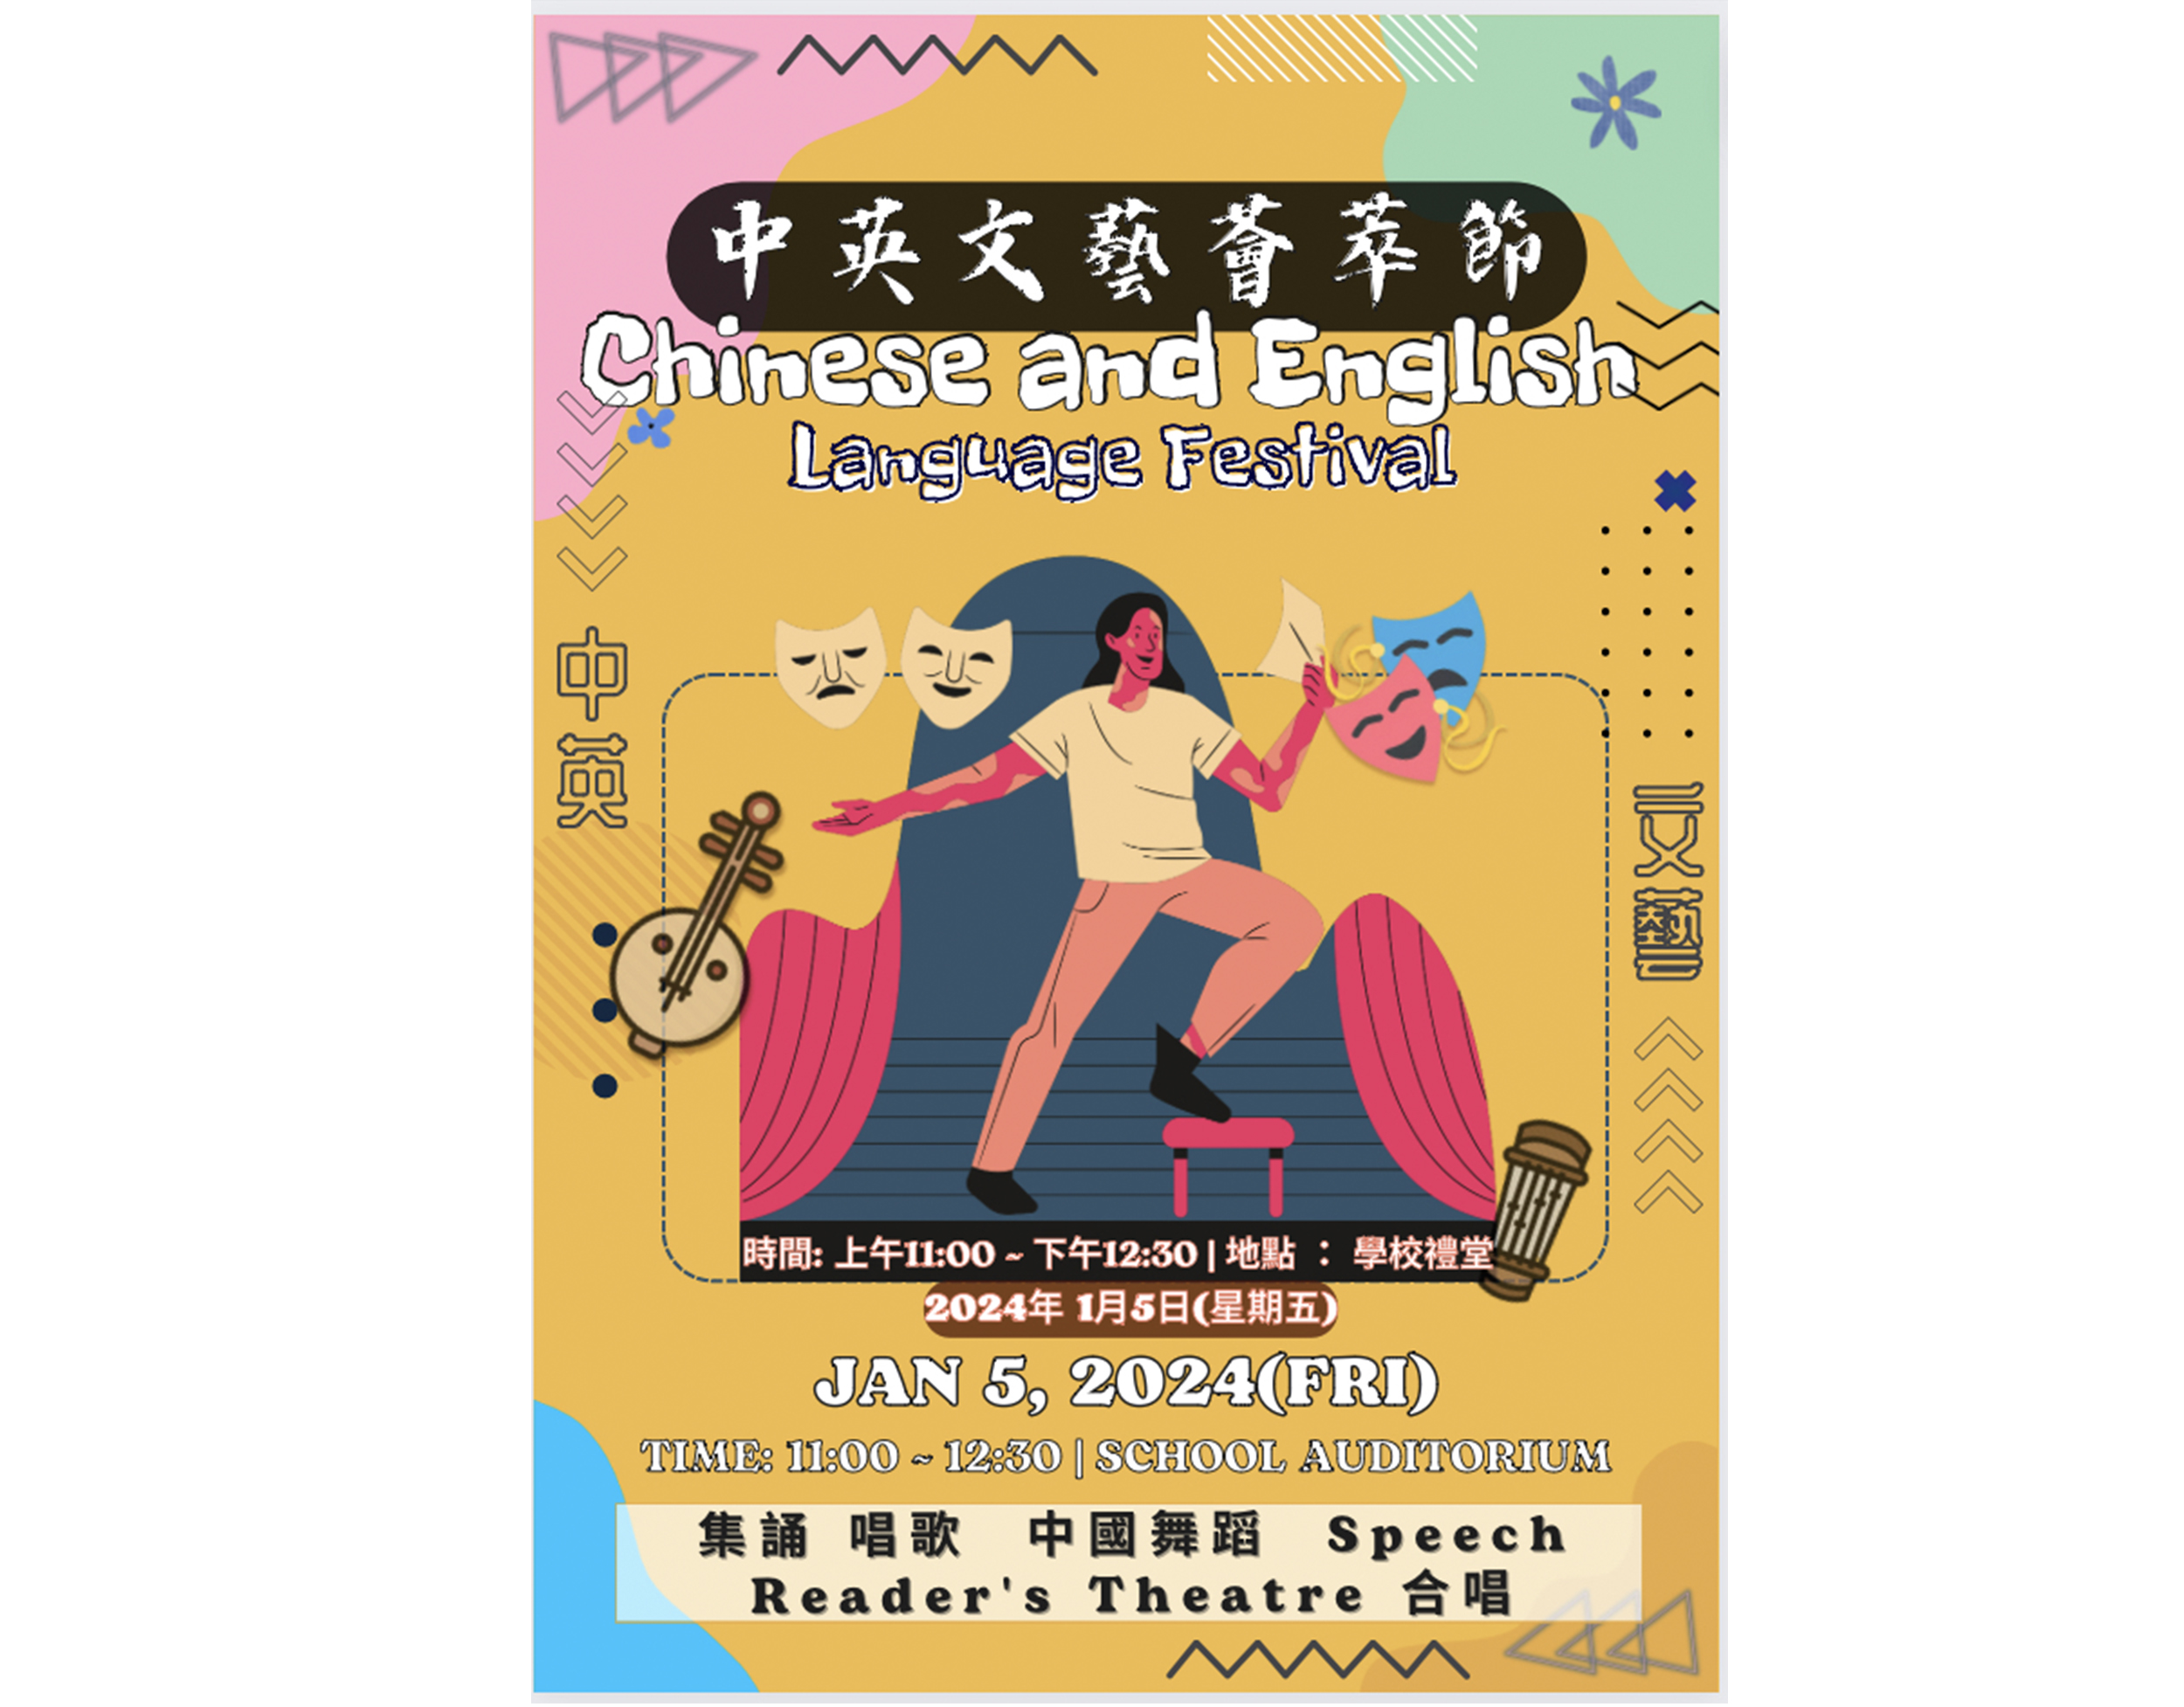 中英文藝薈萃節
Chinese and English
Language Festival
中英
文藝
時間: 上午11:00 ~ 下午12:30 | 地點 : 學校禮堂
2024年 1月5日(星期五)
JAN 5, 2024(FRI)
TIME: 11:00 ~ 12:30 | SCHOOL AUDITORIUM
集誦 唱歌 中國舞蹈 Speech
Reader's Theatre 合唱